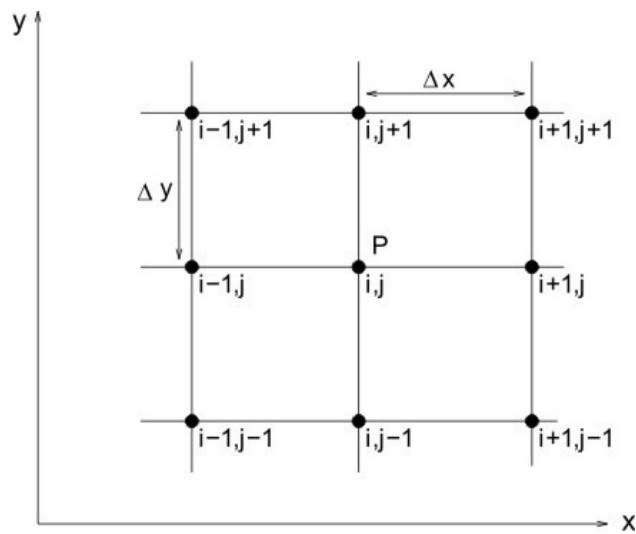 y
Δx
i−1,j+1 i,j+1 i+1,j+1
Δy
P
i−1,j i,j i+1,j
i−1,j−1 i,j−1 i+1,j−1
x